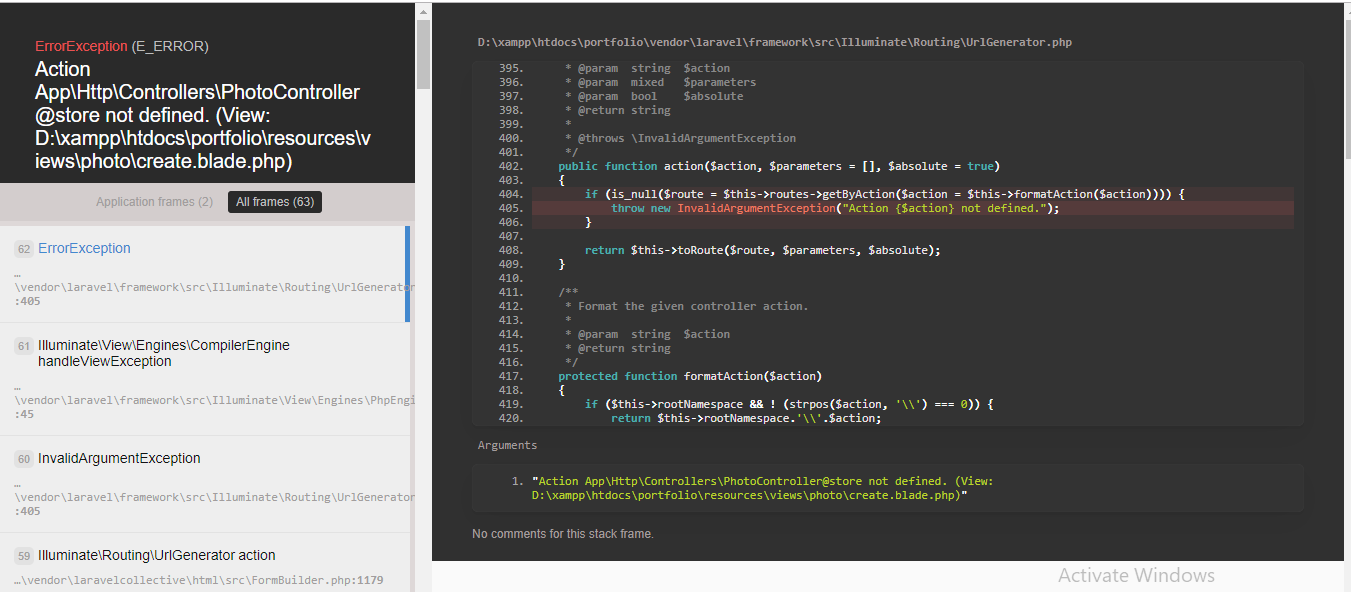 ErrorException (E_ERROR)
Action
App\Http\Controllers\PhotoController
@store not defined. (View:
D:\xampp\htdocs\portfolio\resources\v
iews\photo\create.blade.php)
Application frames (2)
All frames (63)
62 ErrorException
…
\vendor\laravel\framework\src\Illuminate\Routing\UrlGenerator
:405
61 Illuminate\View\Engines\CompilerEngine
handleViewException
…
\vendor\laravel\framework\src\Illuminate\View\Engines\PhpEngi
:45
60 InvalidArgumentException
…
\vendor\laravel\framework\src\Illuminate\Routing\UrlGenerator
:405
59 Illuminate\Routing\UrlGenerator action
…\vendor\laravelcollective\html\src\FormBuilder.php:1179
D:\xampp\htdocs\portfolio\vendor\laravel\framework\src\Illuminate\Routing\UrlGenerator.php
395.      * @param  string  $action
396.      * @param  mixed   $parameters
397.      * @param  bool    $absolute
398.      * @return string
399.      *
400.      * @throws \InvalidArgumentException
401.      */
402.     public function action($action, $parameters = [], $absolute = true)
403.     {
404.         if (is_null($route = $this->routes->getByAction($action = $this->formatAction($action)))) {
405.             throw new InvalidArgumentException("Action {$action} not defined.");
406.         }
407.
408.         return $this->toRoute($route, $parameters, $absolute);
409.     }
410.
411.     /**
412.      * Format the given controller action.
413.      *
414.      * @param  string  $action
415.      * @return string
416.      */
417.     protected function formatAction($action)
418.     {
419.         if ($this->rootNamespace && ! (strpos($action, '\\') === 0)) {
420.             return $this->rootNamespace.'\\'.$action;
Arguments
1. "Action App\Http\Controllers\PhotoController@store not defined. (View:
D:\xampp\htdocs\portfolio\resources\views\photo\create.blade.php)"
No comments for this stack frame.
Activate Windows